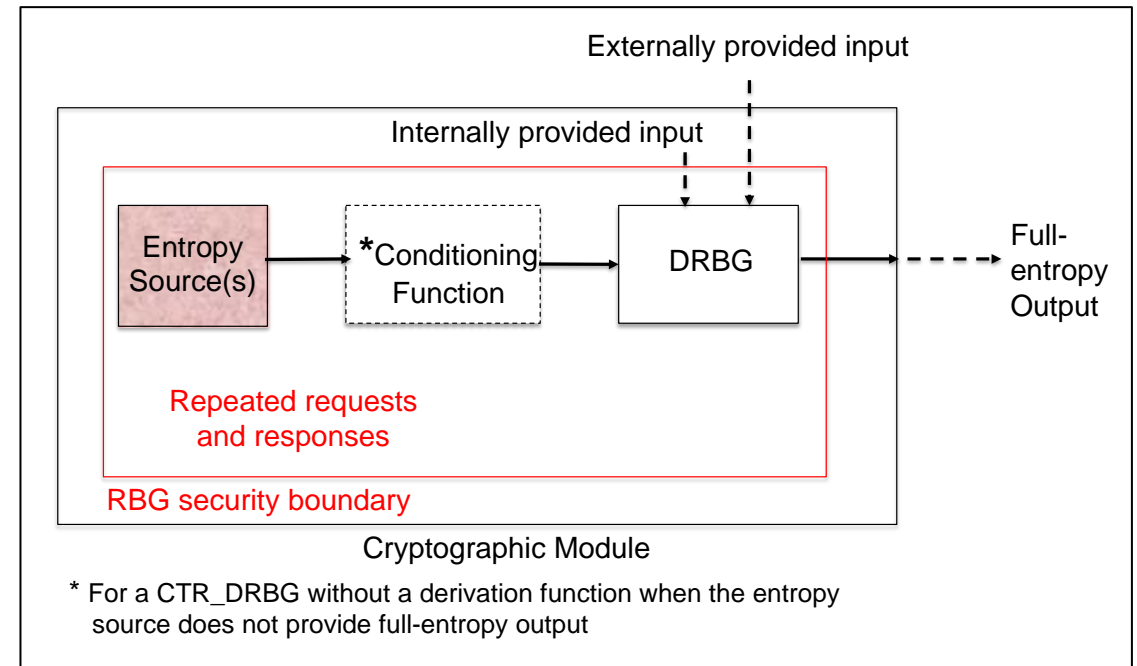 Externally provided input
Internally provided input
Entropy
Source(s)
*Conditioning
Function
DRBG
Full-
entropy
Output
Repeated requests
and responses
RBG security boundary
Cryptographic Module
* For a CTR_DRBG without a derivation function when the entropy
source does not provide full-entropy output